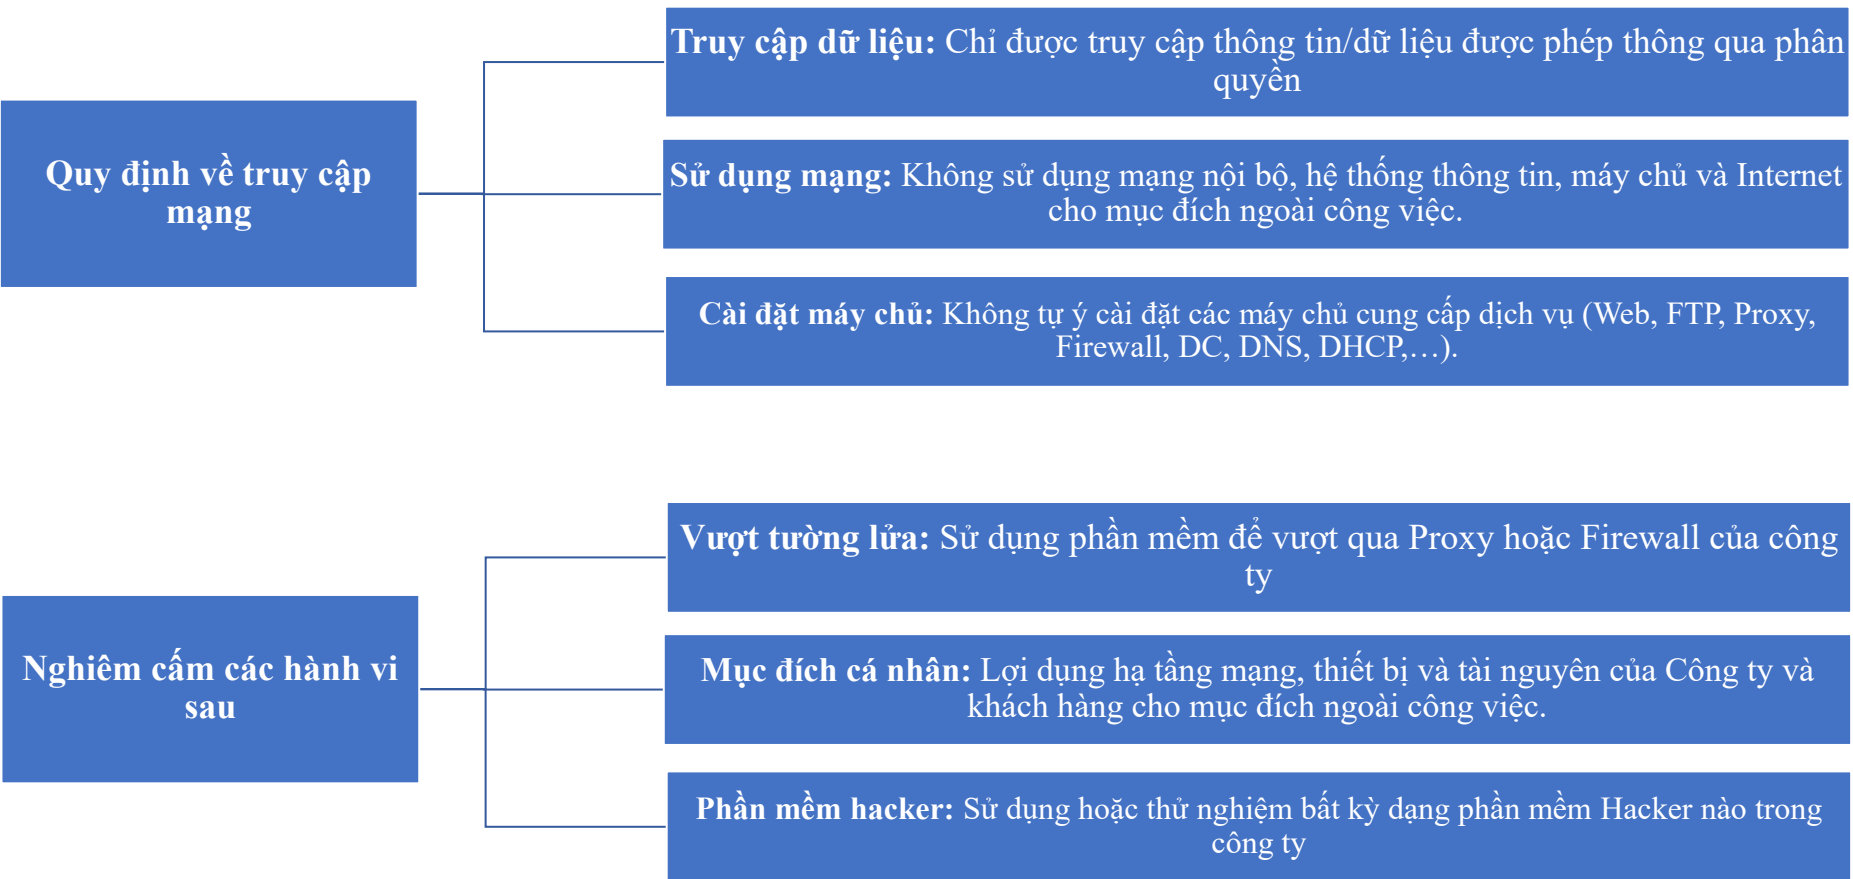 Quy định về truy cập
mạng
Truy cập dữ liệu: Chỉ được truy cập thông tin/dữ liệu được phép thông qua phân
quyền
Sử dụng mạng: Không sử dụng mạng nội bộ, hệ thống thông tin, máy chủ và Internet
cho mục đích ngoài công việc.
Cài đặt máy chủ: Không tự ý cài đặt các máy chủ cung cấp dịch vụ (Web, FTP, Proxy,
Firewall, DC, DNS, DHCP,…).
Nghiêm cấm các hành vi
sau
Vượt tường lửa: Sử dụng phần mềm để vượt qua Proxy hoặc Firewall của công
ty
Mục đích cá nhân: Lợi dụng hạ tầng mạng, thiết bị và tài nguyên của Công ty và
khách hàng cho mục đích ngoài công việc.
Phần mềm hacker: Sử dụng hoặc thử nghiệm bất kỳ dạng phần mềm Hacker nào trong
công ty